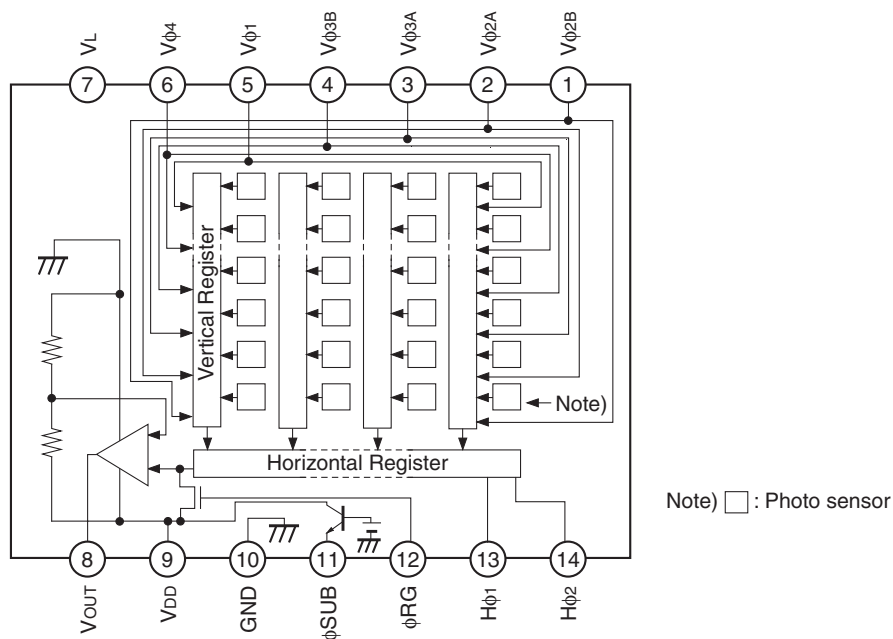 VL Vφ4 Vφ1 Vφ3B Vφ3A Vφ2A Vφ2B
7 6 5 4 3 2 1
Vertical Register
Note)
Horizontal Register
Note) □ : Photo sensor
8 9 10 11 12 13 14
VOUT VDD GND φSUB φRG Hφ1 Hφ2